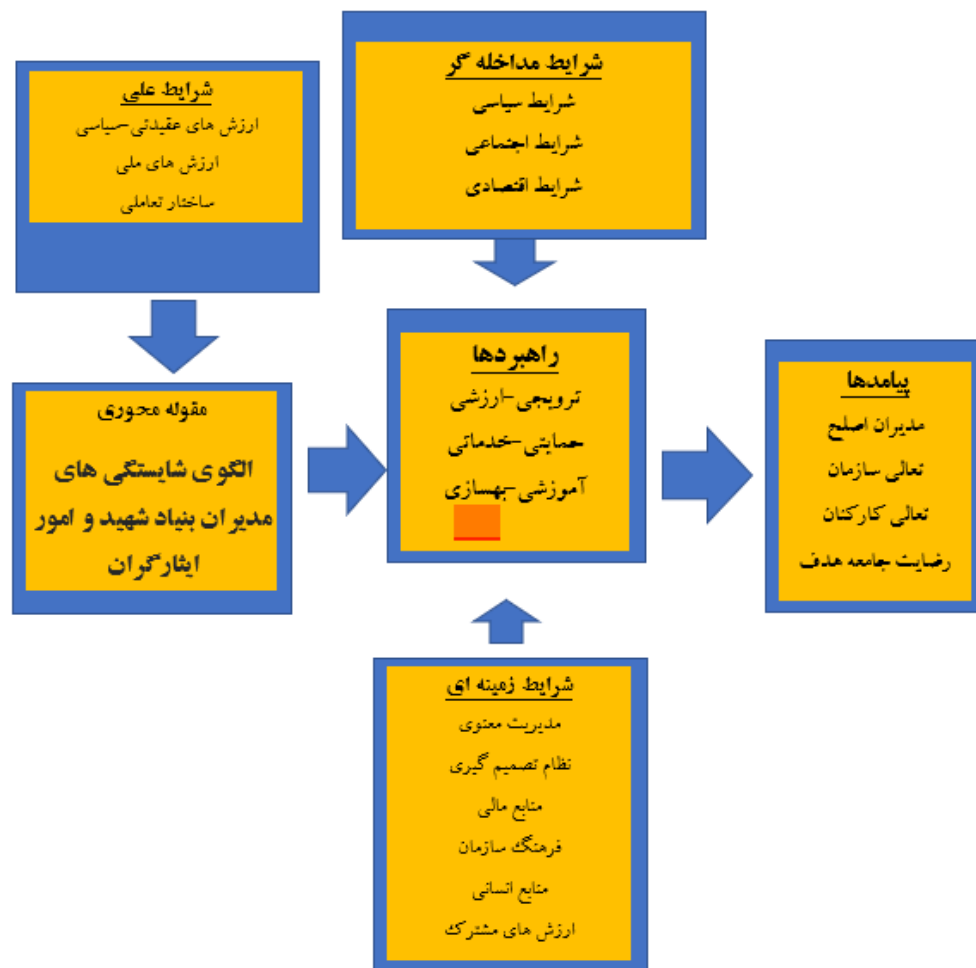 شرایط علی
ارزش های عقیدتی-سیاسی
ارزش های ملی
ساختار تعاملی
شرایط مداخله گر
شرایط سیاسی
شرایط اجتماعی
شرایط اقتصادی
مقوله محوری
الگوی شایستگی های
مدیران بنیاد شهید و امور
ایثارگران
راهبردها
ترویجی-ارزشی
حمایتی-خدماتی
آموزشی-بهسازی
پیامدها
مدیران اصلح
تعالی سازمان
تعالی کارکنان
رضایت جامعه هدف
شرایط زمینه ای
مدیریت معنوی
نظام تصمیم گیری
منابع مالی
فرهنگ سازمان
منابع انسانی
ارزش های مشترک